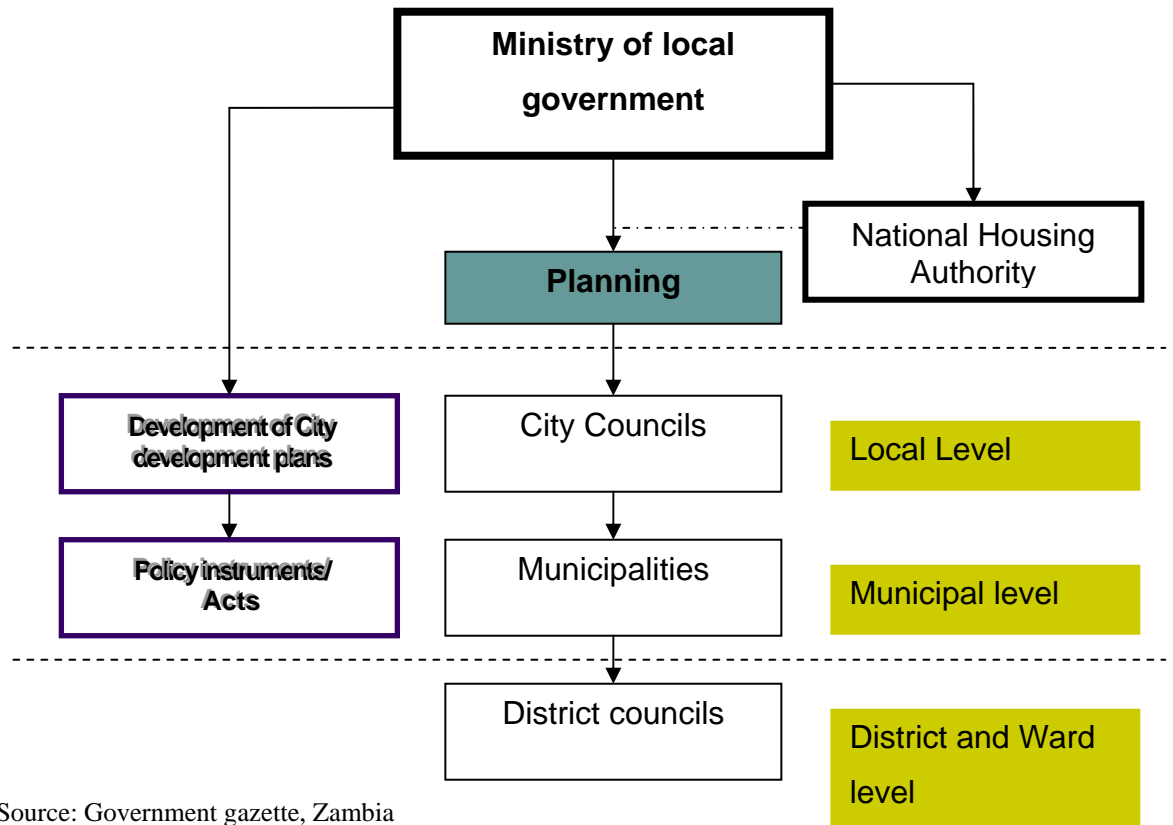 Ministry of local
government
National Housing
Authority
Planning
Development of City
development plans
City Councils
Local Level
Policy instruments/
Acts
Municipalities
Municipal level
District councils
District and Ward
level
Source: Government gazette, Zambia